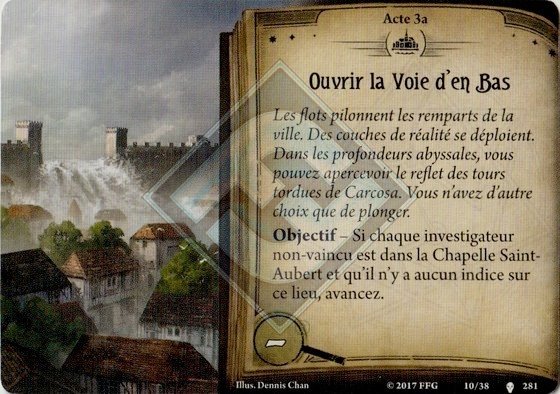 Acte 3a
Ouvrir la Voie d'en Bas
Les flots pilonnent les remparts de la
ville. Des couches de réalité se déploient.
Dans les profondeurs abyssales, vous
pouvez apercevoir le reflet des tours
tordues de Carcosa. Vous n'avez d'autre
choix que de plonger.
Objectif – Si chaque investigateur
non-vaincu est dans la Chapelle Saint-
Aubert et qu'il n'y a aucun indice sur
ce lieu, avancez.
Illus. Dennis Chan
© 2017 FFG
10/38
281